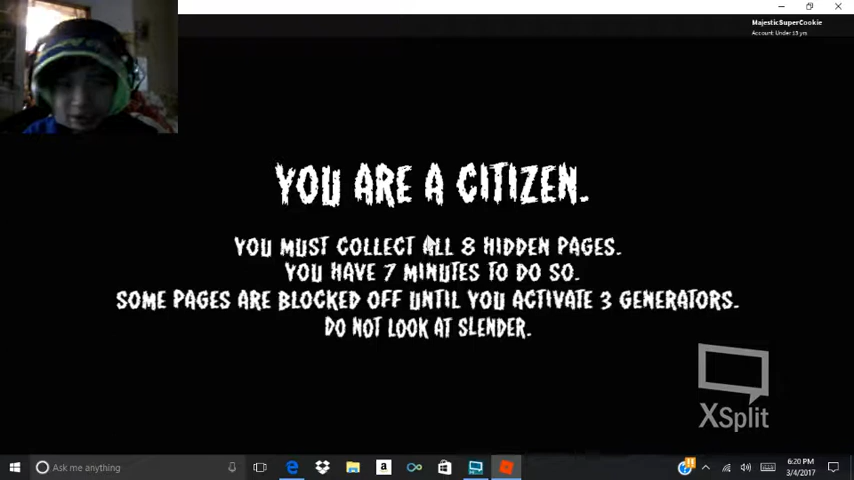 MajesticSuperCookie
Account: Under 13 yrs
YOU ARE A CITIZEN.
YOU MUST COLLECT ALL 8 HIDDEN PAGES.
YOU HAVE 7 MINUTES TO DO SO.
SOME PAGES ARE BLOCKED OFF UNTIL YOU ACTIVATE 3 GENERATORS.
DO NOT LOOK AT SLENDER.
XSplit
Ask me anything
a
6:20 PM
3/4/2017